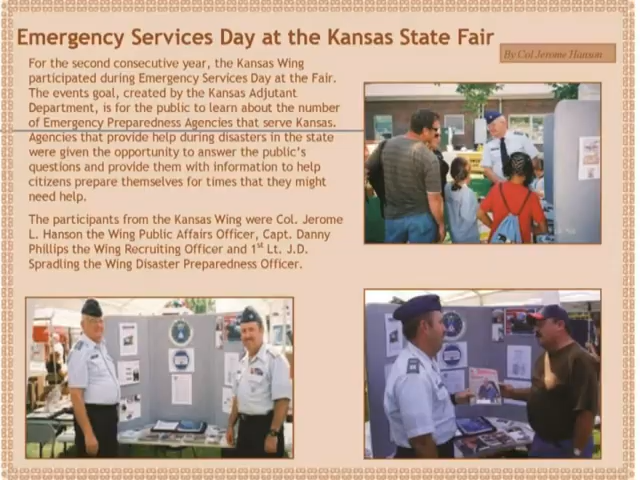 Emergency Services Day at the Kansas State Fair
By Col Jerome Hanson
For the second consecutive year, the Kansas Wing
participated during Emergency Services Day at the Fair.
The events goal, created by the Kansas Adjutant
Department, is for the public to learn about the number
of Emergency Preparedness Agencies that serve Kansas.
Agencies that provide help during disasters in the state
were given the opportunity to answer the public's
questions and provide them with information to help
citizens prepare themselves for times that they might
need help.
The participants from the Kansas Wing were Col. Jerome
L. Hanson the Wing Public Affairs Officer, Capt. Danny
Phillips the Wing Recruiting Officer and 1st Lt. J.D.
Spradling the Wing Disaster Preparedness Officer.